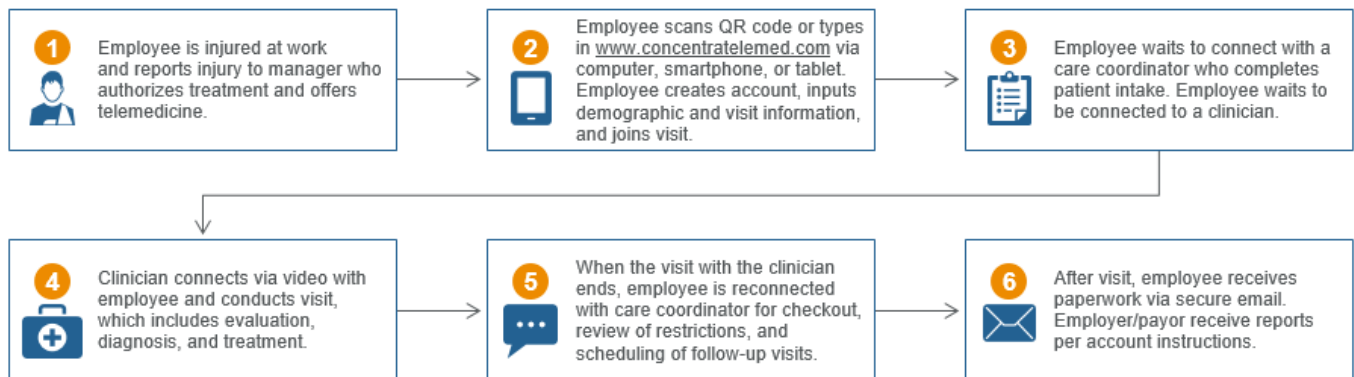 1
Employee is injured at work
and reports injury to manager who
authorizes treatment and offers
telemedicine.
2
Employee scans QR code or types
in www.concentratelemed.com via
computer, smartphone, or tablet.
Employee creates account, inputs
demographic and visit information,
and joins visit.
3
Employee waits to connect with a
care coordinator who completes
patient intake. Employee waits to
be connected to a clinician.
4
Clinician connects via video with
employee and conducts visit,
which includes evaluation,
diagnosis, and treatment.
5
When the visit with the clinician
ends, employee is reconnected
with care coordinator for checkout,
review of restrictions, and
scheduling of follow-up visits.
6
After visit, employee receives
paperwork via secure email.
Employer/payor receive reports
per account instructions.